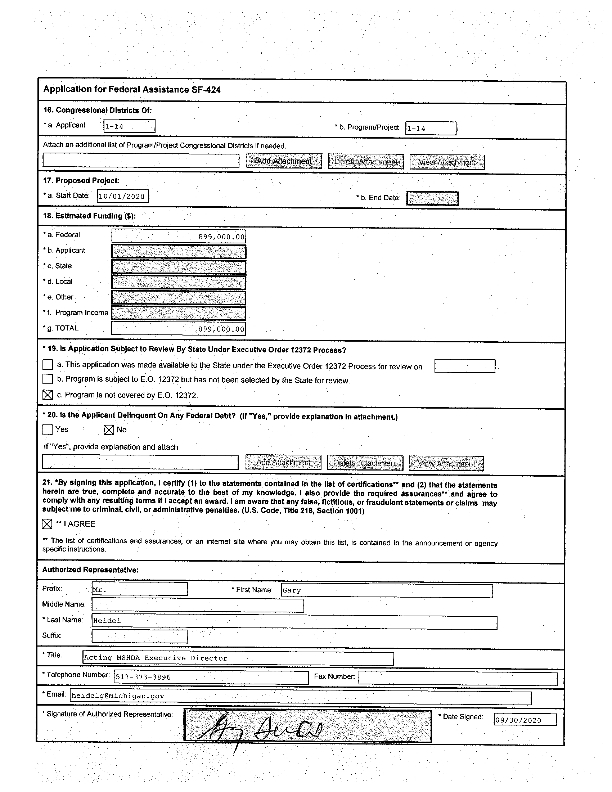 Application for Federal Assistance SF-424
16. Congressional Districts Of:
* a. Applicant 1-14 * b. Program/Project 1-14
Attach an additional list of Program/Project Congressional Districts if needed.
Add Attachment
17. Proposed Project:
* a. Start Date: 10/01/2020 * b. End Date:
18. Estimated Funding ($):
* a. Federal 899,000.00
* b. Applicant
* c. State
* d. Local
* e. Other
* f. Program Income
* g. TOTAL 899,000.00
* 19. Is Application Subject to Review By State Under Executive Order 12372 Process?
a. This application was made available to the State under the Executive Order 12372 Process for review on
b. Program is subject to E.O. 12372 but has not been selected by the State for review.
c. Program is not covered by E.O. 12372.
* 20. Is the Applicant Delinquent On Any Federal Debt? (If "Yes," provide explanation in attachment.)
Yes No
If "Yes", provide explanation and attach
Add Attachment Delete Attachment View Attachment
21. *By signing this application, I certify (1) to the statements contained in the list of certifications** and (2) that the statements
herein are true, complete and accurate to the best of my knowledge. I also provide the required assurances** and agree to
comply with any resulting terms if I accept an award. I am aware that any false, fictitious, or fraudulent statements or claims may
subject me to criminal, civil, or administrative penalties. (U.S. Code, Title 218, Section 1001)
** I AGREE
** The list of certifications and assurances, or an internet site where you may obtain this list, is contained in the announcement or agency
specific instructions.
Authorized Representative:
Prefix: Mr. * First Name: Gary
Middle Name:
* Last Name: Heidel
Suffix:
* Title: Acting MSHDA Executive Director
* Telephone Number: Fax Number:
* Email: heidelg@michigan.gov
* Signature of Authorized Representative: * Date Signed: 09/30/2020